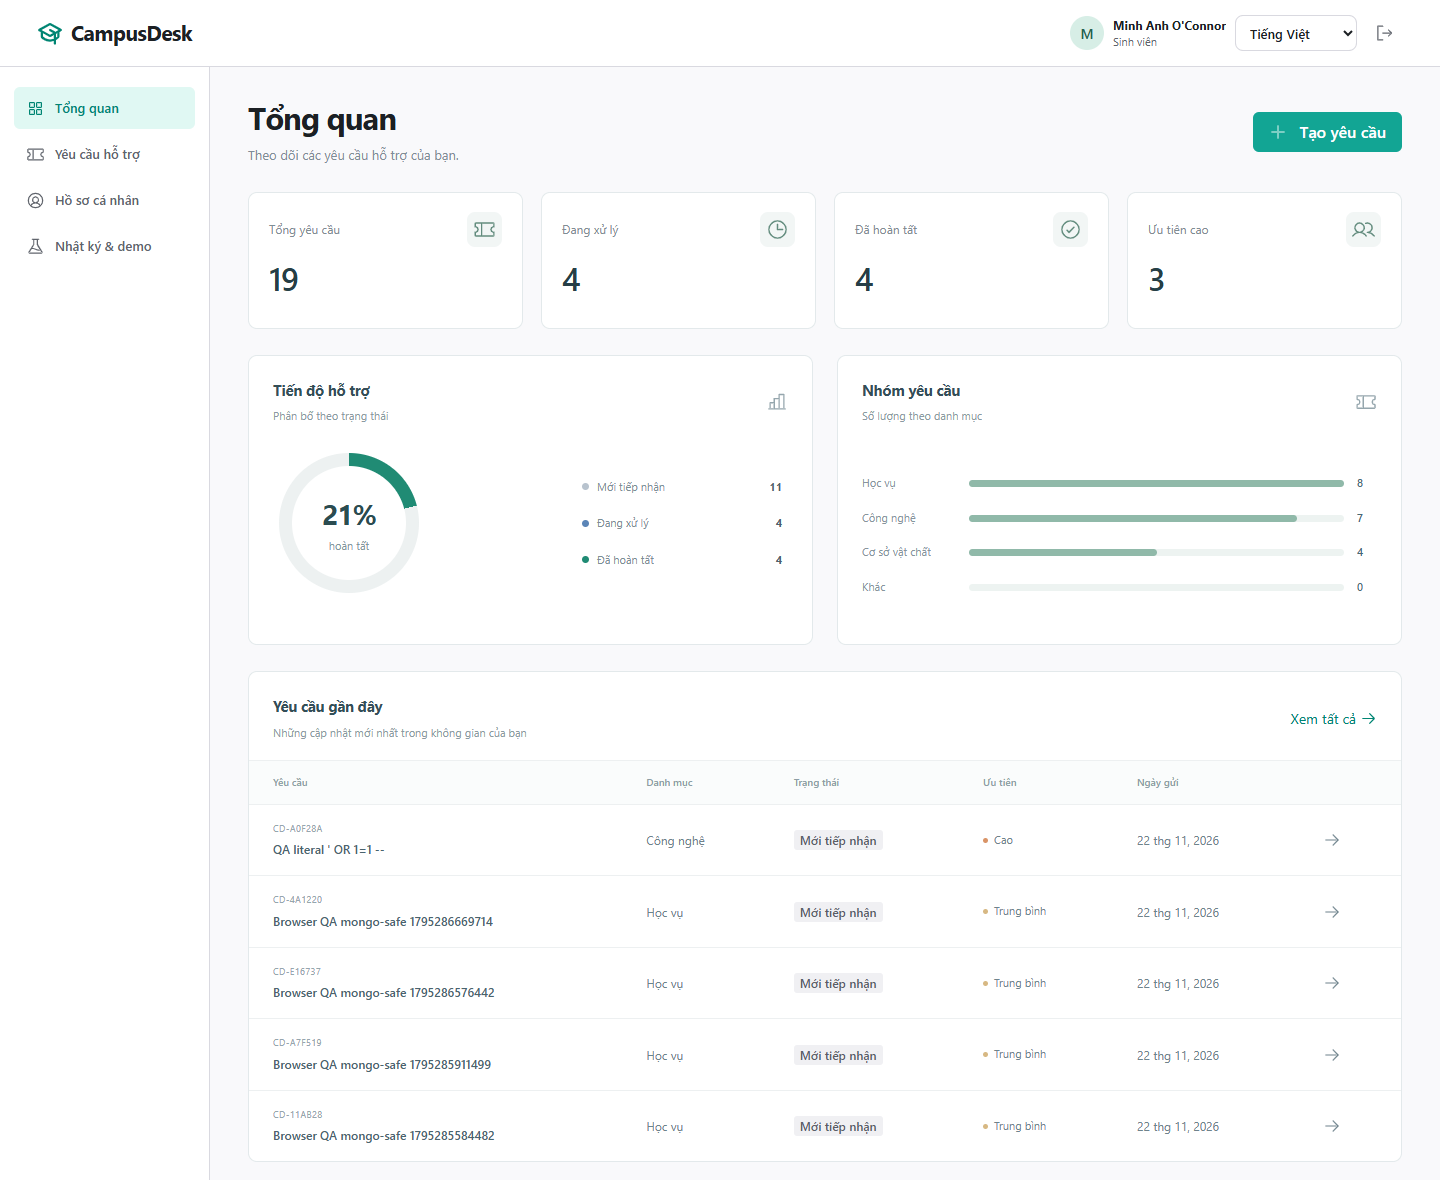 CampusDesk
M
Minh Anh O'Connor
Sinh viên
Tiếng Việt
Tổng quan
Yêu cầu hỗ trợ
Hồ sơ cá nhân
Nhật ký & demo
Tổng quan
Theo dõi các yêu cầu hỗ trợ của bạn.
Tạo yêu cầu
Tổng yêu cầu
19
Đang xử lý
4
Đã hoàn tất
4
Ưu tiên cao
3
Tiến độ hỗ trợ
Phân bố theo trạng thái
21%
hoàn tất
Mới tiếp nhận 11
Đang xử lý 4
Đã hoàn tất 4
Nhóm yêu cầu
Số lượng theo danh mục
Học vụ 8
Công nghệ 7
Cơ sở vật chất 4
Khác 0
Yêu cầu gần đây
Những cập nhật mới nhất trong không gian của bạn
Xem tất cả
Yêu cầu Danh mục Trạng thái Ưu tiên Ngày gửi
CD-A0F28A
QA literal ' OR 1=1 -- Công nghệ Mới tiếp nhận Cao 22 thg 11, 2026
CD-4A1220
Browser QA mongo-safe 1795286669714 Học vụ Mới tiếp nhận Trung bình 22 thg 11, 2026
CD-E16737
Browser QA mongo-safe 1795286576442 Học vụ Mới tiếp nhận Trung bình 22 thg 11, 2026
CD-A7F519
Browser QA mongo-safe 1795285911499 Học vụ Mới tiếp nhận Trung bình 22 thg 11, 2026
CD-11AB28
Browser QA mongo-safe 1795285584482 Học vụ Mới tiếp nhận Trung bình 22 thg 11, 2026